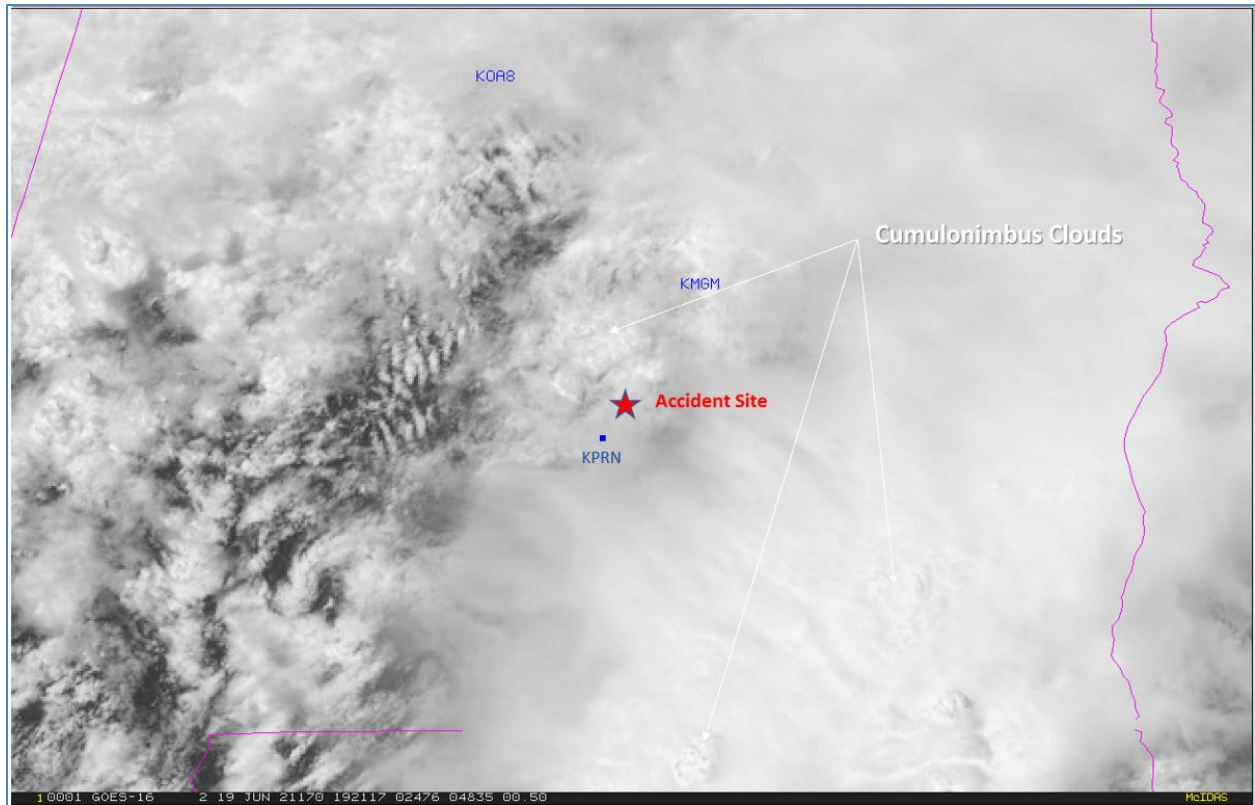 KOA8
Cumulonimbus Clouds
KMGM
Accident Site
KPRN
1 0001 GOES-16 2 19 JUN 21170 192117 02476 04835 00.50
McIDAS